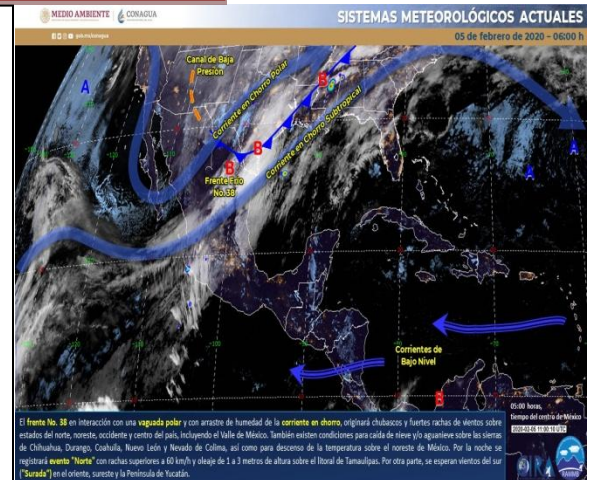 MEDIO AMBIENTE CONAGUA
SISTEMAS METEOROLÓGICOS ACTUALES
gob.mx/conagua
05 de febrero de 2020 - 06:00 h
Canal de Baja
Presión
Corriente en Chorro Polar
Corriente en Chorro Subtropical
A
B
B
B
Frente Frío
No. 38
A
A
Corrientes de
Bajo Nivel
B
El frente No. 38 en interacción con una vaguada polar y con arrastre de humedad de la corriente en chorro, originará chubascos y fuertes rachas de vientos sobre
estados del norte, noreste, occidente y centro del país, incluyendo el Valle de México. También existen condiciones para caída de nieve y/o aguanieve sobre las sierras
de Chihuahua, Durango, Coahuila, Nuevo León y Nevado de Colima, así como para descenso de la temperatura sobre el noreste de México. Por la noche se
registrará evento "Norte" con rachas superiores a 60 km/h y oleaje de 1 a 3 metros de altura sobre el litoral de Tamaulipas. Por otra parte, se esperan vientos del sur
("Surada") en el oriente, sureste y la Península de Yucatán.
05:00 horas,
tiempo del centro de México
2020-02-05 11:00:10 UTC
CIRA